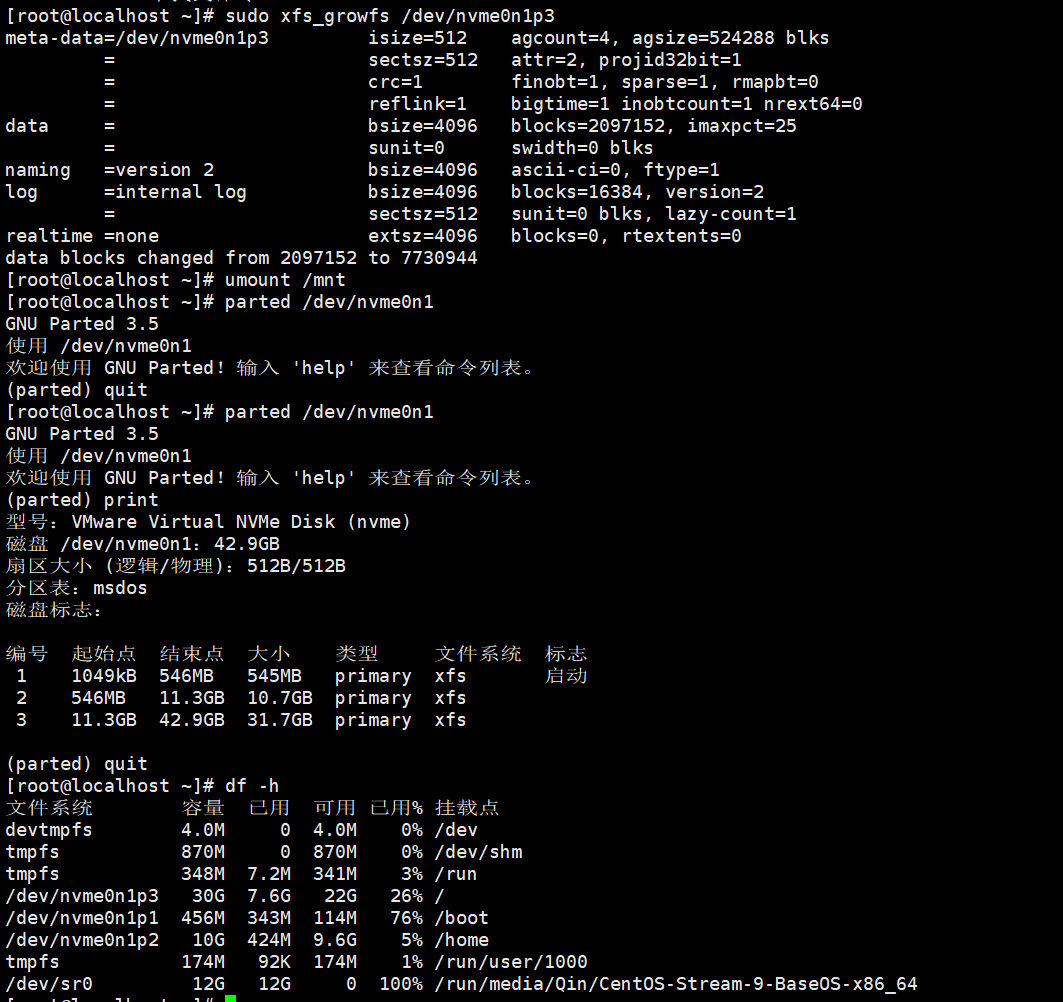 [root@localhost ~]# sudo xfs_growfs /dev/nvme0n1p3
meta-data=/dev/nvme0n1p3         isize=512    agcount=4, agsize=524288 blks
         =                       sectsz=512   attr=2, projid32bit=1
         =                       crc=1        finobt=1, sparse=1, rmapbt=0
         =                       reflink=1    bigtime=1 inobtcount=1 nrext64=0
data     =                       bsize=4096   blocks=2097152, imaxpct=25
         =                       sunit=0      swidth=0 blks
naming   =version 2              bsize=4096   ascii-ci=0, ftype=1
log      =internal log           bsize=4096   blocks=16384, version=2
         =                       sectsz=512   sunit=0 blks, lazy-count=1
realtime =none                   extsz=4096   blocks=0, rtextents=0
data blocks changed from 2097152 to 7730944
[root@localhost ~]# umount /mnt
[root@localhost ~]# parted /dev/nvme0n1
GNU Parted 3.5
使用 /dev/nvme0n1
欢迎使用 GNU Parted！输入 'help' 来查看命令列表。
(parted) quit
[root@localhost ~]# parted /dev/nvme0n1
GNU Parted 3.5
使用 /dev/nvme0n1
欢迎使用 GNU Parted！输入 'help' 来查看命令列表。
(parted) print
型号：VMware Virtual NVMe Disk (nvme)
磁盘 /dev/nvme0n1：42.9GB
扇区大小 (逻辑/物理)：512B/512B
分区表：msdos
磁盘标志：
编号  起始点  结束点  大小    类型     文件系统  标志
 1    1049kB  546MB   545MB   primary  xfs       启动
 2    546MB   11.3GB  10.7GB  primary  xfs
 3    11.3GB  42.9GB  31.7GB  primary  xfs
(parted) quit
[root@localhost ~]# df -h
文件系统        容量  已用  可用 已用% 挂载点
devtmpfs        4.0M     0  4.0M    0% /dev
tmpfs           870M     0  870M    0% /dev/shm
tmpfs           348M  7.2M  341M    3% /run
/dev/nvme0n1p3   30G  7.6G   22G   26% /
/dev/nvme0n1p1  456M  343M  114M   76% /boot
/dev/nvme0n1p2   10G  424M  9.6G    5% /home
tmpfs           174M   92K  174M    1% /run/user/1000
/dev/sr0         12G   12G     0  100% /run/media/Qin/CentOS-Stream-9-BaseOS-x86_64
[root@localhost ~]#